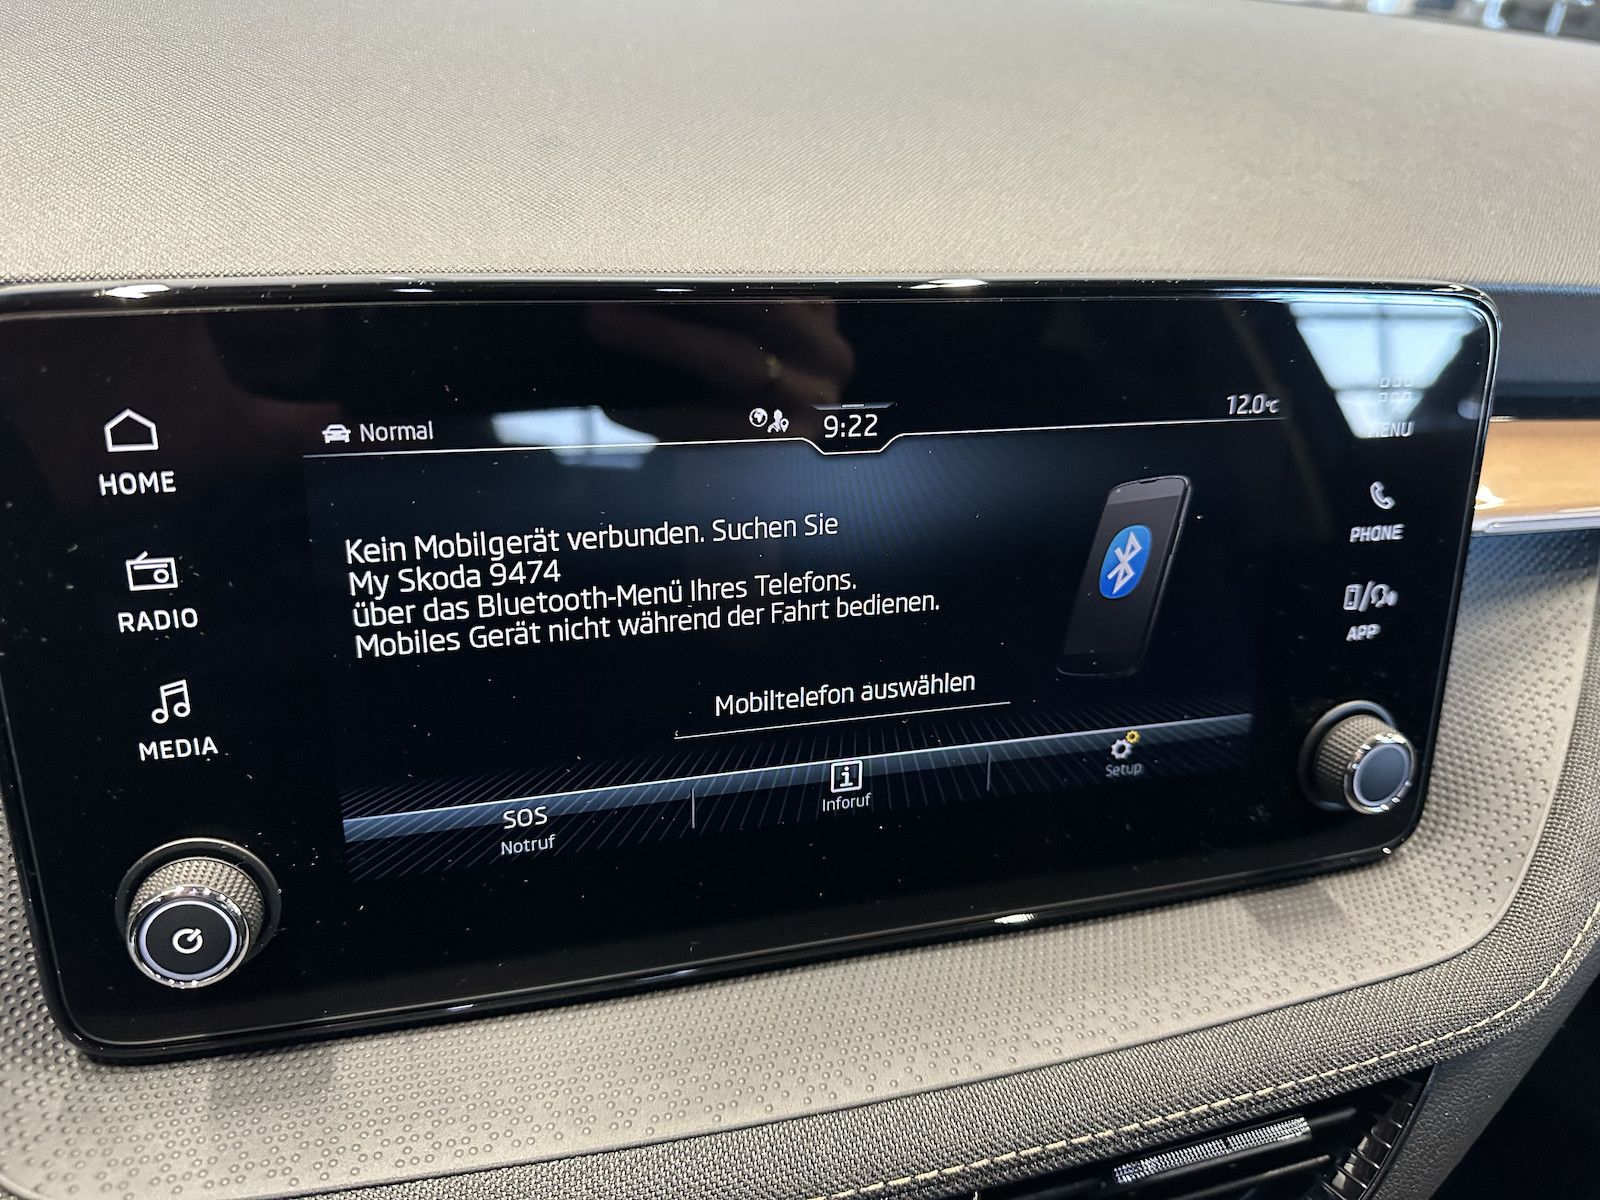 Normal
9:22
12.0°C
HOME
RADIO
MEDIA
Kein Mobilgerät verbunden. Suchen Sie
My Skoda 9474
über das Bluetooth-Menü Ihres Telefons.
Mobiles Gerät nicht während der Fahrt bedienen.
Mobiltelefon auswählen
SOS
Notruf
i
Inforuf
Setup
MENU
PHONE
APP